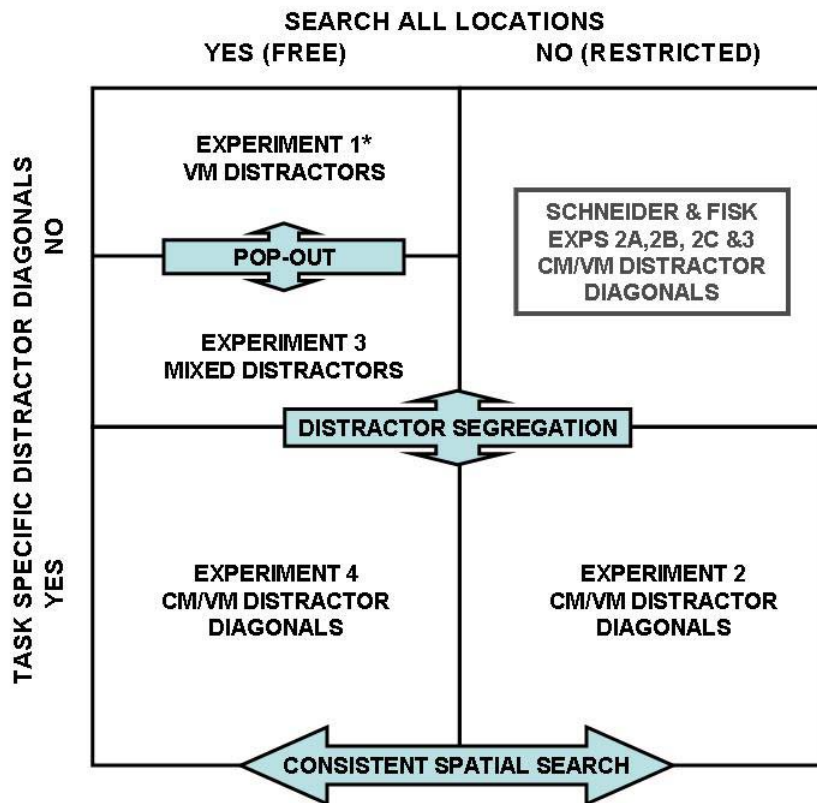 SEARCH ALL LOCATIONS
YES (FREE)
NO (RESTRICTED)
TASK SPECIFIC DISTRACTOR DIAGONALS
NO
YES
EXPERIMENT 1*
VM DISTRACTORS
POP-OUT
EXPERIMENT 3
MIXED DISTRACTORS
SCHNEIDER & FISK
EXPS 2A,2B, 2C &3
CM/VM DISTRACTOR
DIAGONALS
DISTRACTOR SEGREGATION
EXPERIMENT 4
CM/VM DISTRACTOR
DIAGONALS
EXPERIMENT 2
CM/VM DISTRACTOR
DIAGONALS
CONSISTENT SPATIAL SEARCH